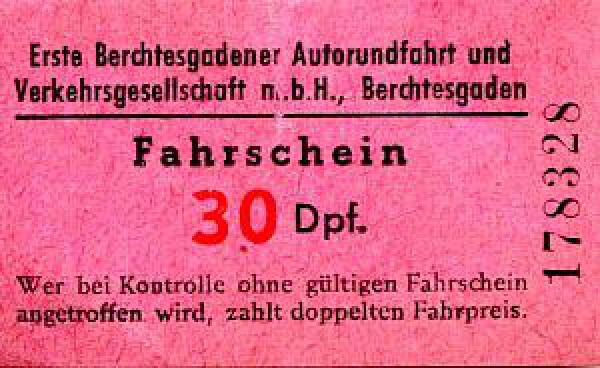 Erste Berchtesgadener Autorundfahrt und
Verkehrsgesellschaft m.b.H., Berchtesgaden
Fahrschein
30 Dpf.
Wer bei Kontrolle ohne gültigen Fahrschein
angetroffen wird, zahlt doppelten Fahrpreis.
178328